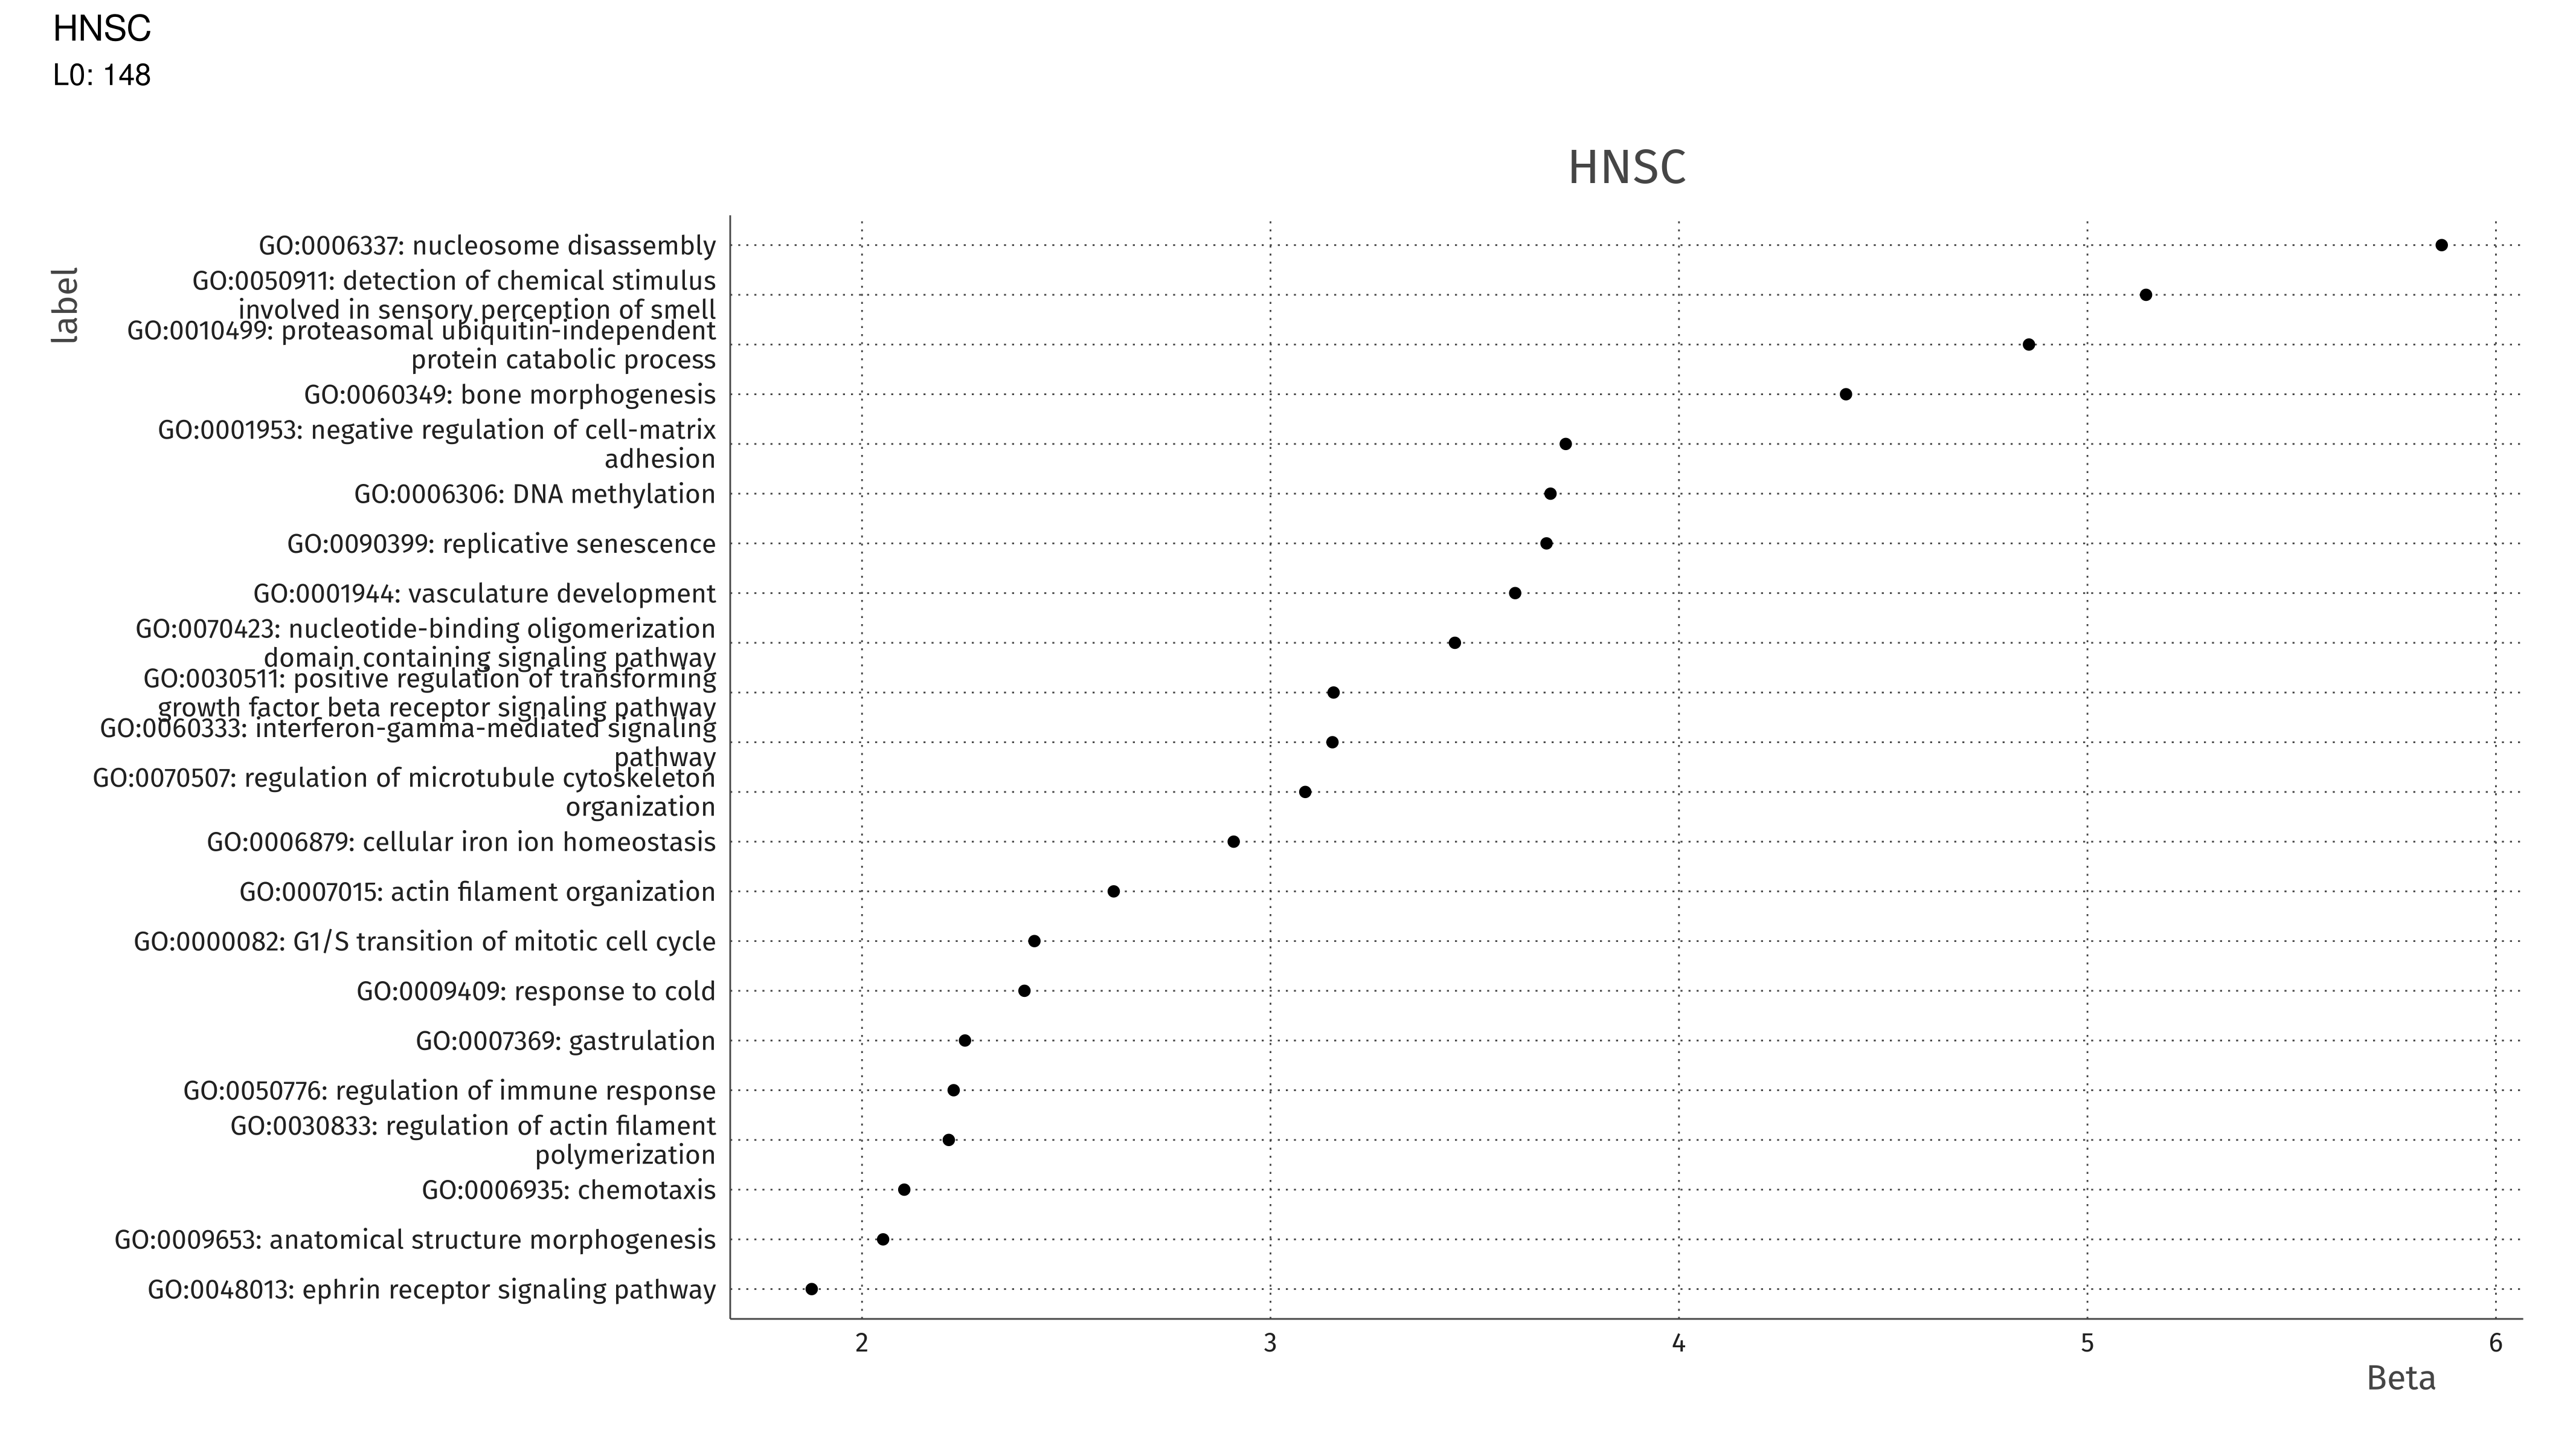 HNSC
L0: 148
HNSC
label
GO:0006337: nucleosome disassembly
GO:0050911: detection of chemical stimulus
involved in sensory perception of smell
GO:0010499: proteasomal ubiquitin-independent
protein catabolic process
GO:0060349: bone morphogenesis
GO:0001953: negative regulation of cell-matrix
adhesion
GO:0006306: DNA methylation
GO:0090399: replicative senescence
GO:0001944: vasculature development
GO:0070423: nucleotide-binding oligomerization
domain containing signaling pathway
GO:0030511: positive regulation of transforming
growth factor beta receptor signaling pathway
GO:0060333: interferon-gamma-mediated signaling
pathway
GO:0070507: regulation of microtubule cytoskeleton
organization
GO:0006879: cellular iron ion homeostasis
GO:0007015: actin filament organization
GO:0000082: G1/S transition of mitotic cell cycle
GO:0009409: response to cold
GO:0007369: gastrulation
GO:0050776: regulation of immune response
GO:0030833: regulation of actin filament
polymerization
GO:0006935: chemotaxis
GO:0009653: anatomical structure morphogenesis
GO:0048013: ephrin receptor signaling pathway
2 3 4 5 6
Beta